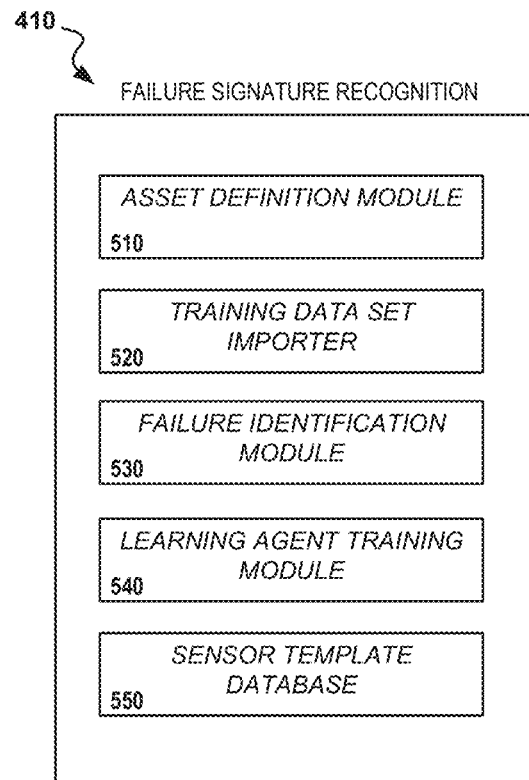 410
FAILURE SIGNATURE RECOGNITION
ASSET DEFINITION MODULE
510
TRAINING DATA SET
IMPORTER
520
FAILURE IDENTIFICATION
MODULE
530
LEARNING AGENT TRAINING
MODULE
540
SENSOR TEMPLATE
DATABASE
550